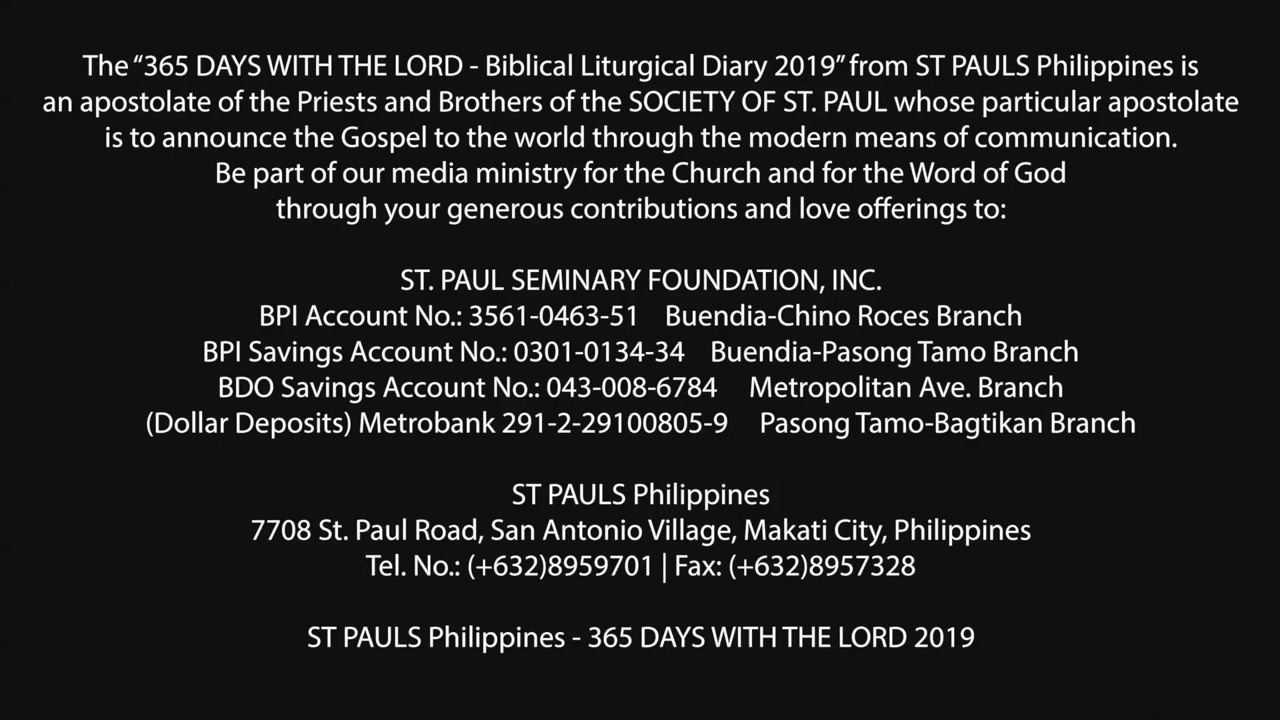 The “365 DAYS WITH THE LORD - Biblical Liturgical Diary 2019” from ST PAULS Philippines is
an apostolate of the Priests and Brothers of the SOCIETY OF ST. PAUL whose particular apostolate
is to announce the Gospel to the world through the modern means of communication.
Be part of our media ministry for the Church and for the Word of God
through your generous contributions and love offerings to:
ST. PAUL SEMINARY FOUNDATION, INC.
BPI Account No.: 3561-0463-51 Buendia-Chino Roces Branch
BPI Savings Account No.: 0301-0134-34 Buendia-Pasong Tamo Branch
BDO Savings Account No.: 043-008-6784 Metropolitan Ave. Branch
(Dollar Deposits) Metrobank 291-2-29100805-9 Pasong Tamo-Bagtikan Branch
ST PAULS Philippines
7708 St. Paul Road, San Antonio Village, Makati City, Philippines
Tel. No.: (+632)8959701 | Fax: (+632)8957328
ST PAULS Philippines - 365 DAYS WITH THE LORD 2019